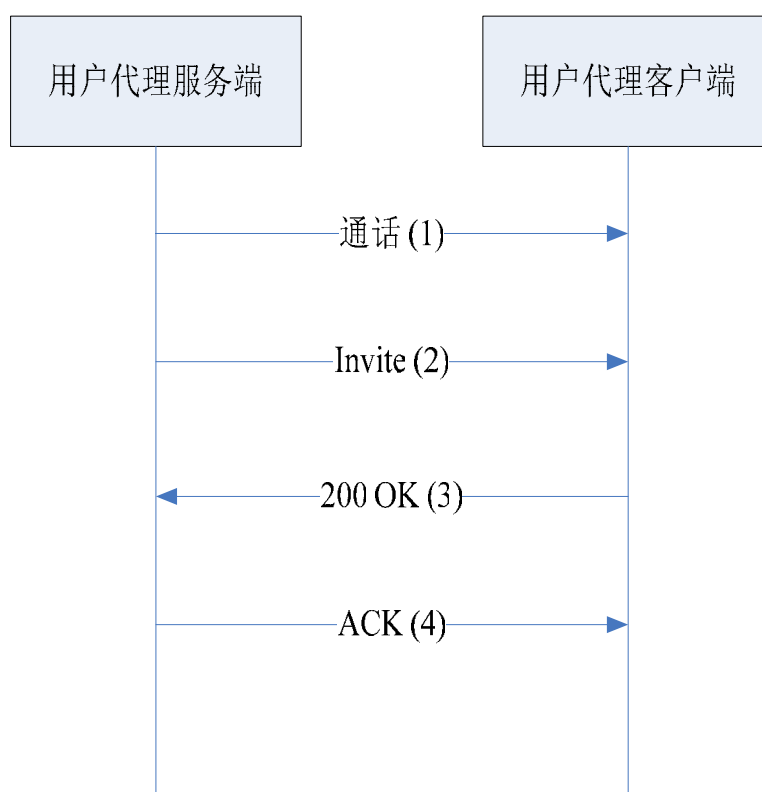 用户代理服务端
用户代理客户端
通话 (1)
Invite (2)
200 OK (3)
ACK (4)